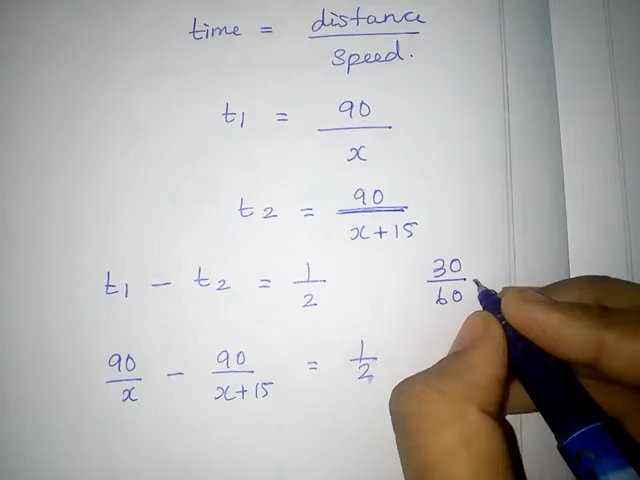 time = distance / speed.
t1 = 90 / x
t2 = 90 / x+15
t1 - t2 = 1/2 30/60
90/x - 90/x+15 = 1/2